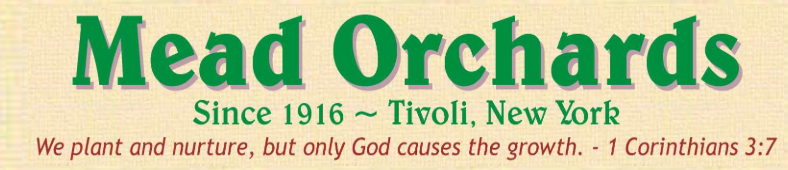 Mead Orchards
Since 1916 ~ Tivoli, New York
We plant and nurture, but only God causes the growth. - 1 Corinthians 3:7